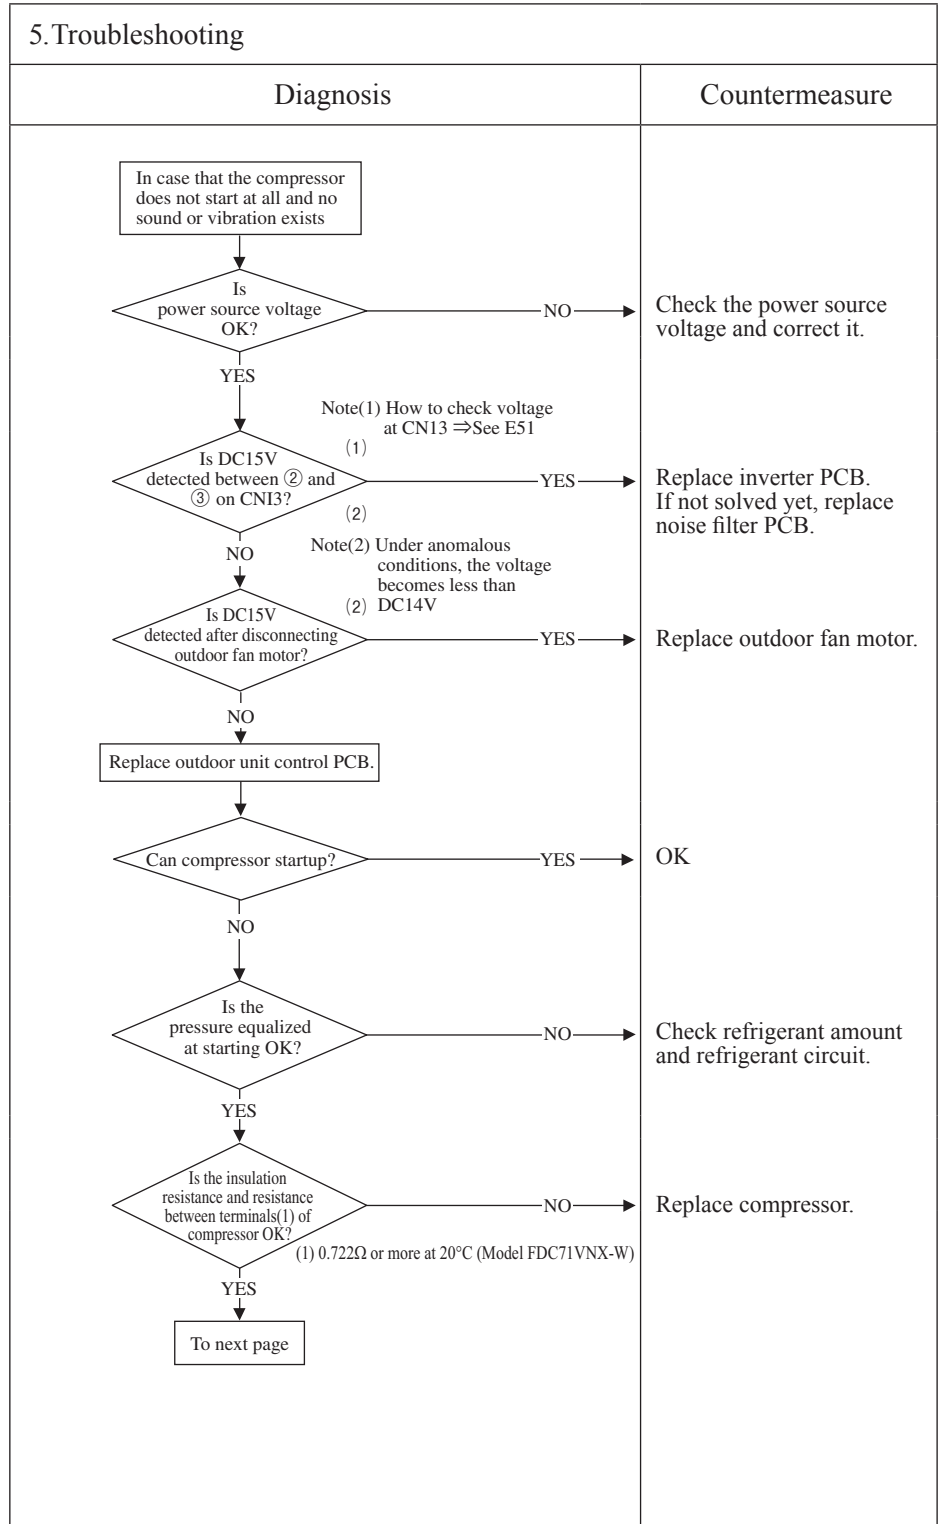 5.Troubleshooting
Diagnosis
Countermeasure
In case that the compressor
does not start at all and no
sound or vibration exists
Is
power source voltage
OK?
NO
Check the power source
voltage and correct it.
YES
Note(1) How to check voltage
at CN13 ⇒See E51
(1)
Is DC15V
detected between ② and
③ on CNI3?
YES
Replace inverter PCB.
If not solved yet, replace
noise filter PCB.
(2)
NO
Note(2) Under anomalous
conditions, the voltage
becomes less than
(2) DC14V
Is DC15V
detected after disconnecting
outdoor fan motor?
YES
Replace outdoor fan motor.
NO
Replace outdoor unit control PCB.
Can compressor startup?
YES
OK
NO
Is the
pressure equalized
at starting OK?
NO
Check refrigerant amount
and refrigerant circuit.
YES
Is the insulation
resistance and resistance
between terminals(1) of
compressor OK?
NO
Replace compressor.
(1) 0.722Ω or more at 20°C (Model FDC71VNX-W)
YES
To next page